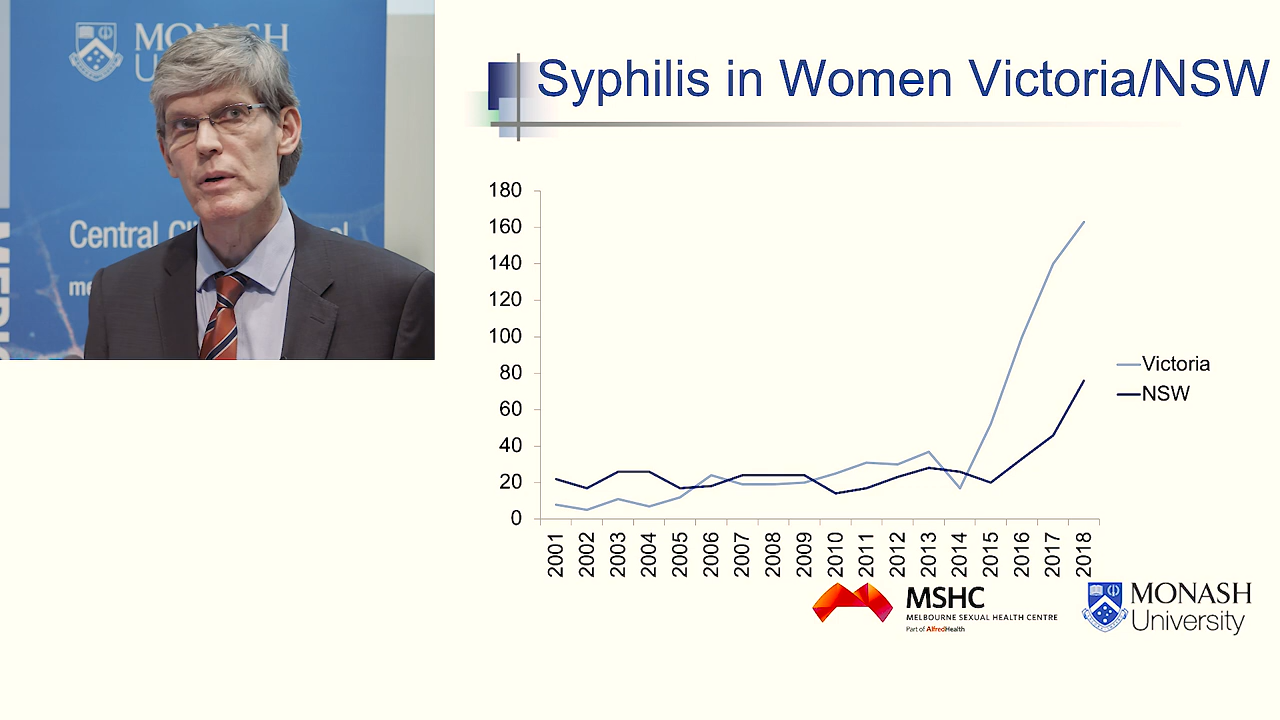 MONASH
U
Central Cl
Syphilis in Women Victoria/NSW
180
160
140
120
100
80
60
40
20
0
2001 2002 2003 2004 2005 2006 2007 2008 2009 2010 2011 2012 2013 2014 2015 2016 2017 2018
Victoria
NSW
MSHC
MELBOURNE SEXUAL HEALTH CENTRE
Part of AlfredHealth
MONASH
University